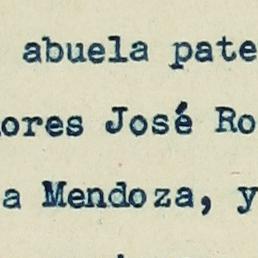 abuela pate
ores José Ro
a Mendoza, y